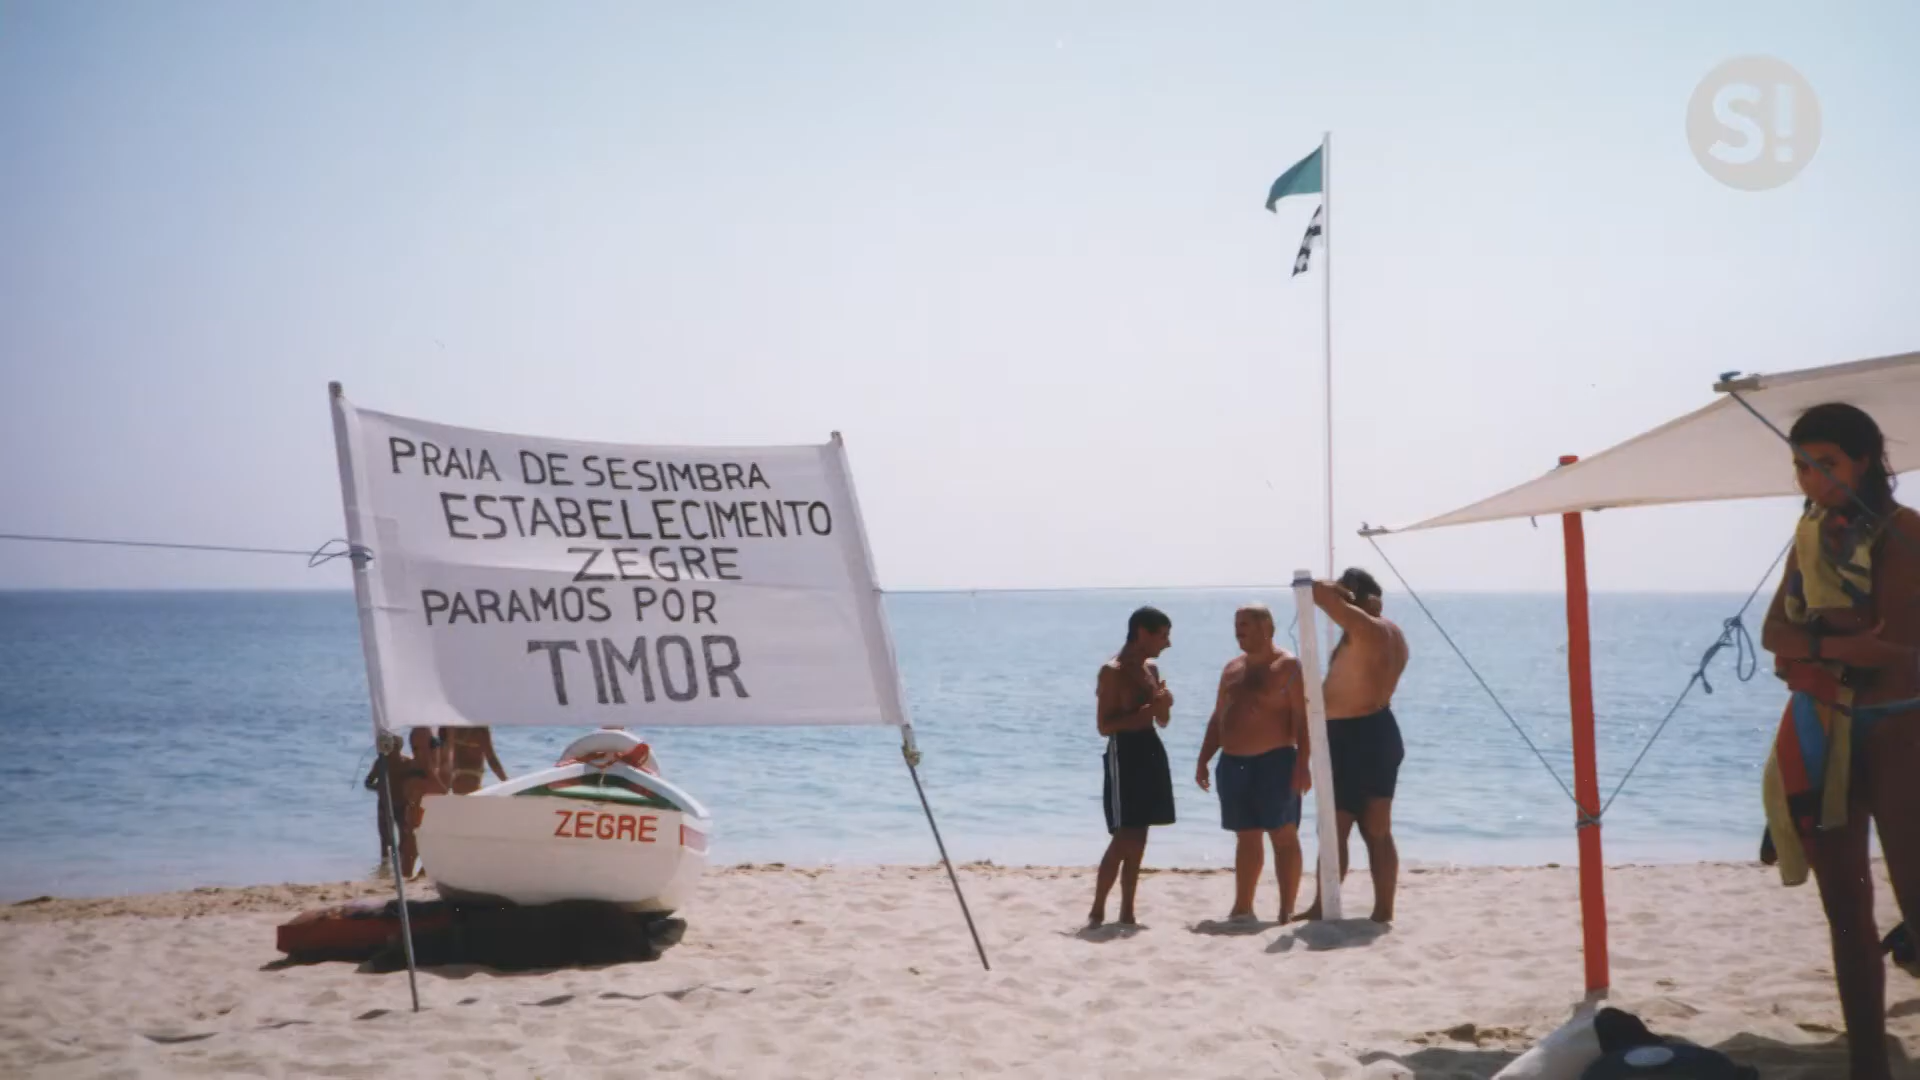 S!
PRAIA DE SESIMBRA
ESTABELECIMENTO
ZEGRE
PARAMOS POR
TIMOR
ZEGRE